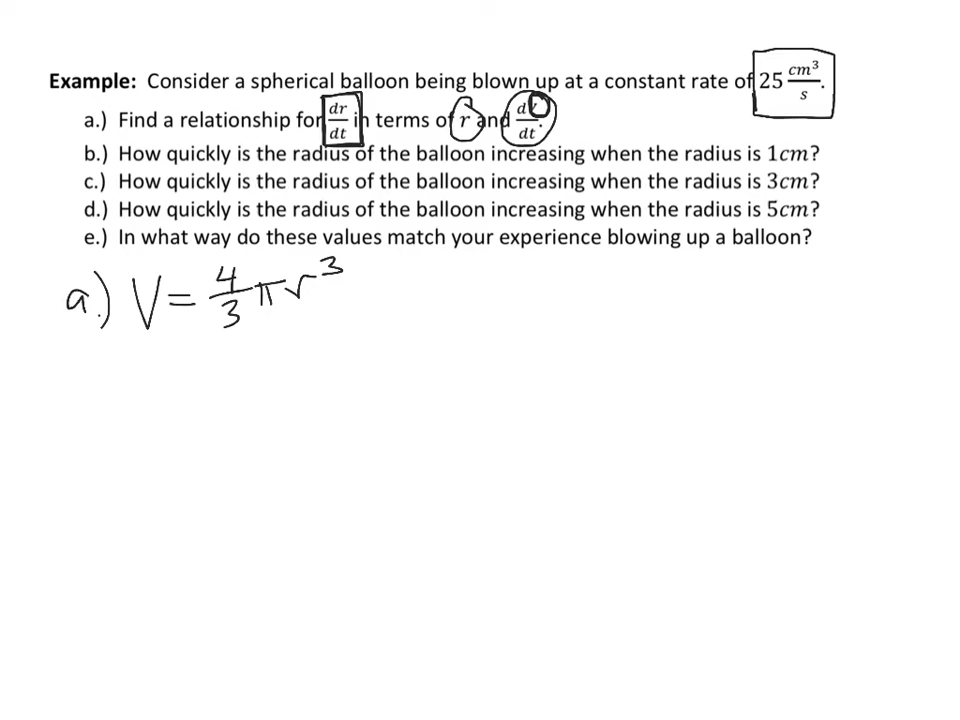 Example: Consider a spherical balloon being blown up at a constant rate of 25 cm³/s.
a.) Find a relationship for dr/dt in terms of r and dV/dt.
b.) How quickly is the radius of the balloon increasing when the radius is 1cm?
c.) How quickly is the radius of the balloon increasing when the radius is 3cm?
d.) How quickly is the radius of the balloon increasing when the radius is 5cm?
e.) In what way do these values match your experience blowing up a balloon?
a.) V = 4/3 πr³